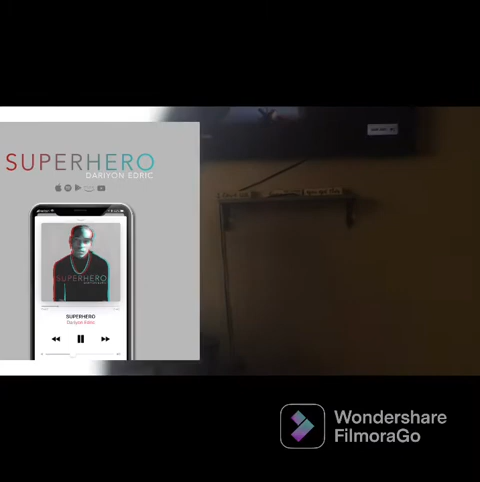 SUPERHERO
DARIYON EDRIC
SUPERHERO
SUPERHERO
Dariyon Edric
Wondershare
FilmoraGo